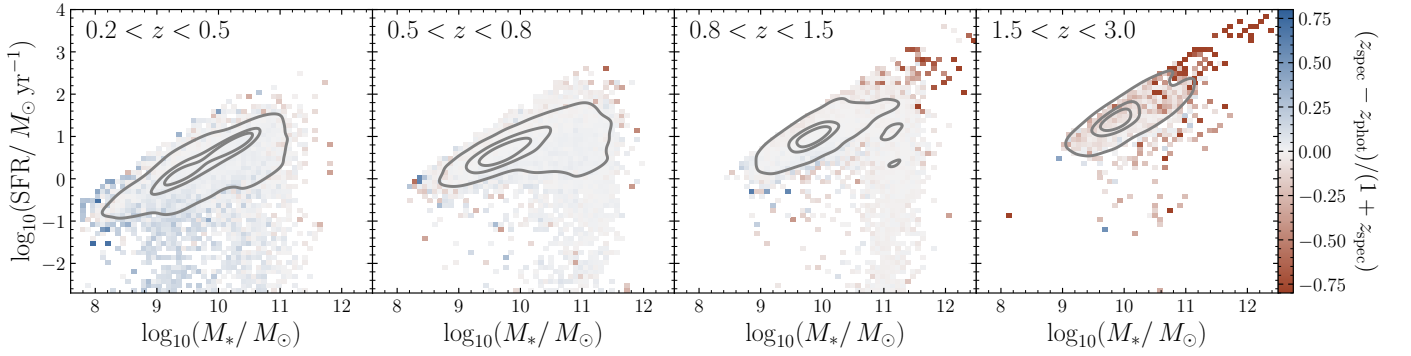 0.2 < z < 0.5
0.5 < z < 0.8
0.8 < z < 1.5
1.5 < z < 3.0
4
3
2
1
0
−1
−2
log₁₀(SFR/ M⊙ yr⁻¹)
8 9 10 11 12
8 9 10 11 12
8 9 10 11 12
8 9 10 11 12
log₁₀(M*/ M⊙)
log₁₀(M*/ M⊙)
log₁₀(M*/ M⊙)
log₁₀(M*/ M⊙)
0.75
0.50
0.25
0.00
−0.25
−0.50
−0.75
(z_spec − z_phot)/(1 + z_spec)